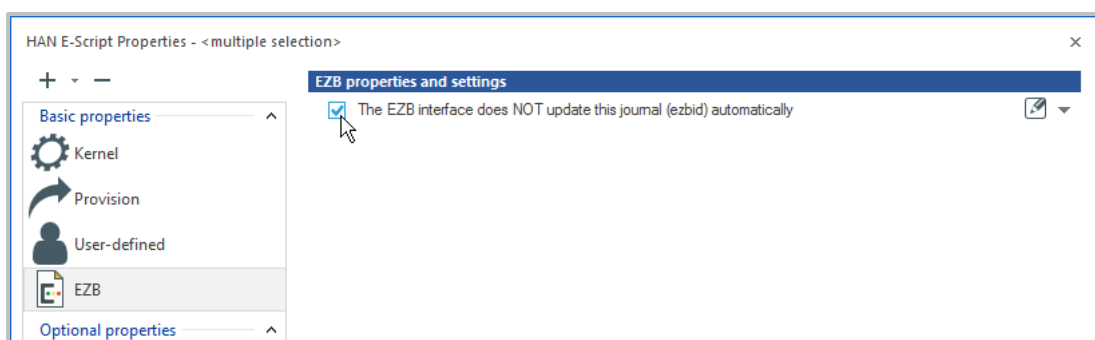 HAN E-Script Properties - <multiple selection>
EZB properties and settings
The EZB interface does NOT update this journal (ezbid) automatically
Basic properties
Kernel
Provision
User-defined
EZB
Optional properties